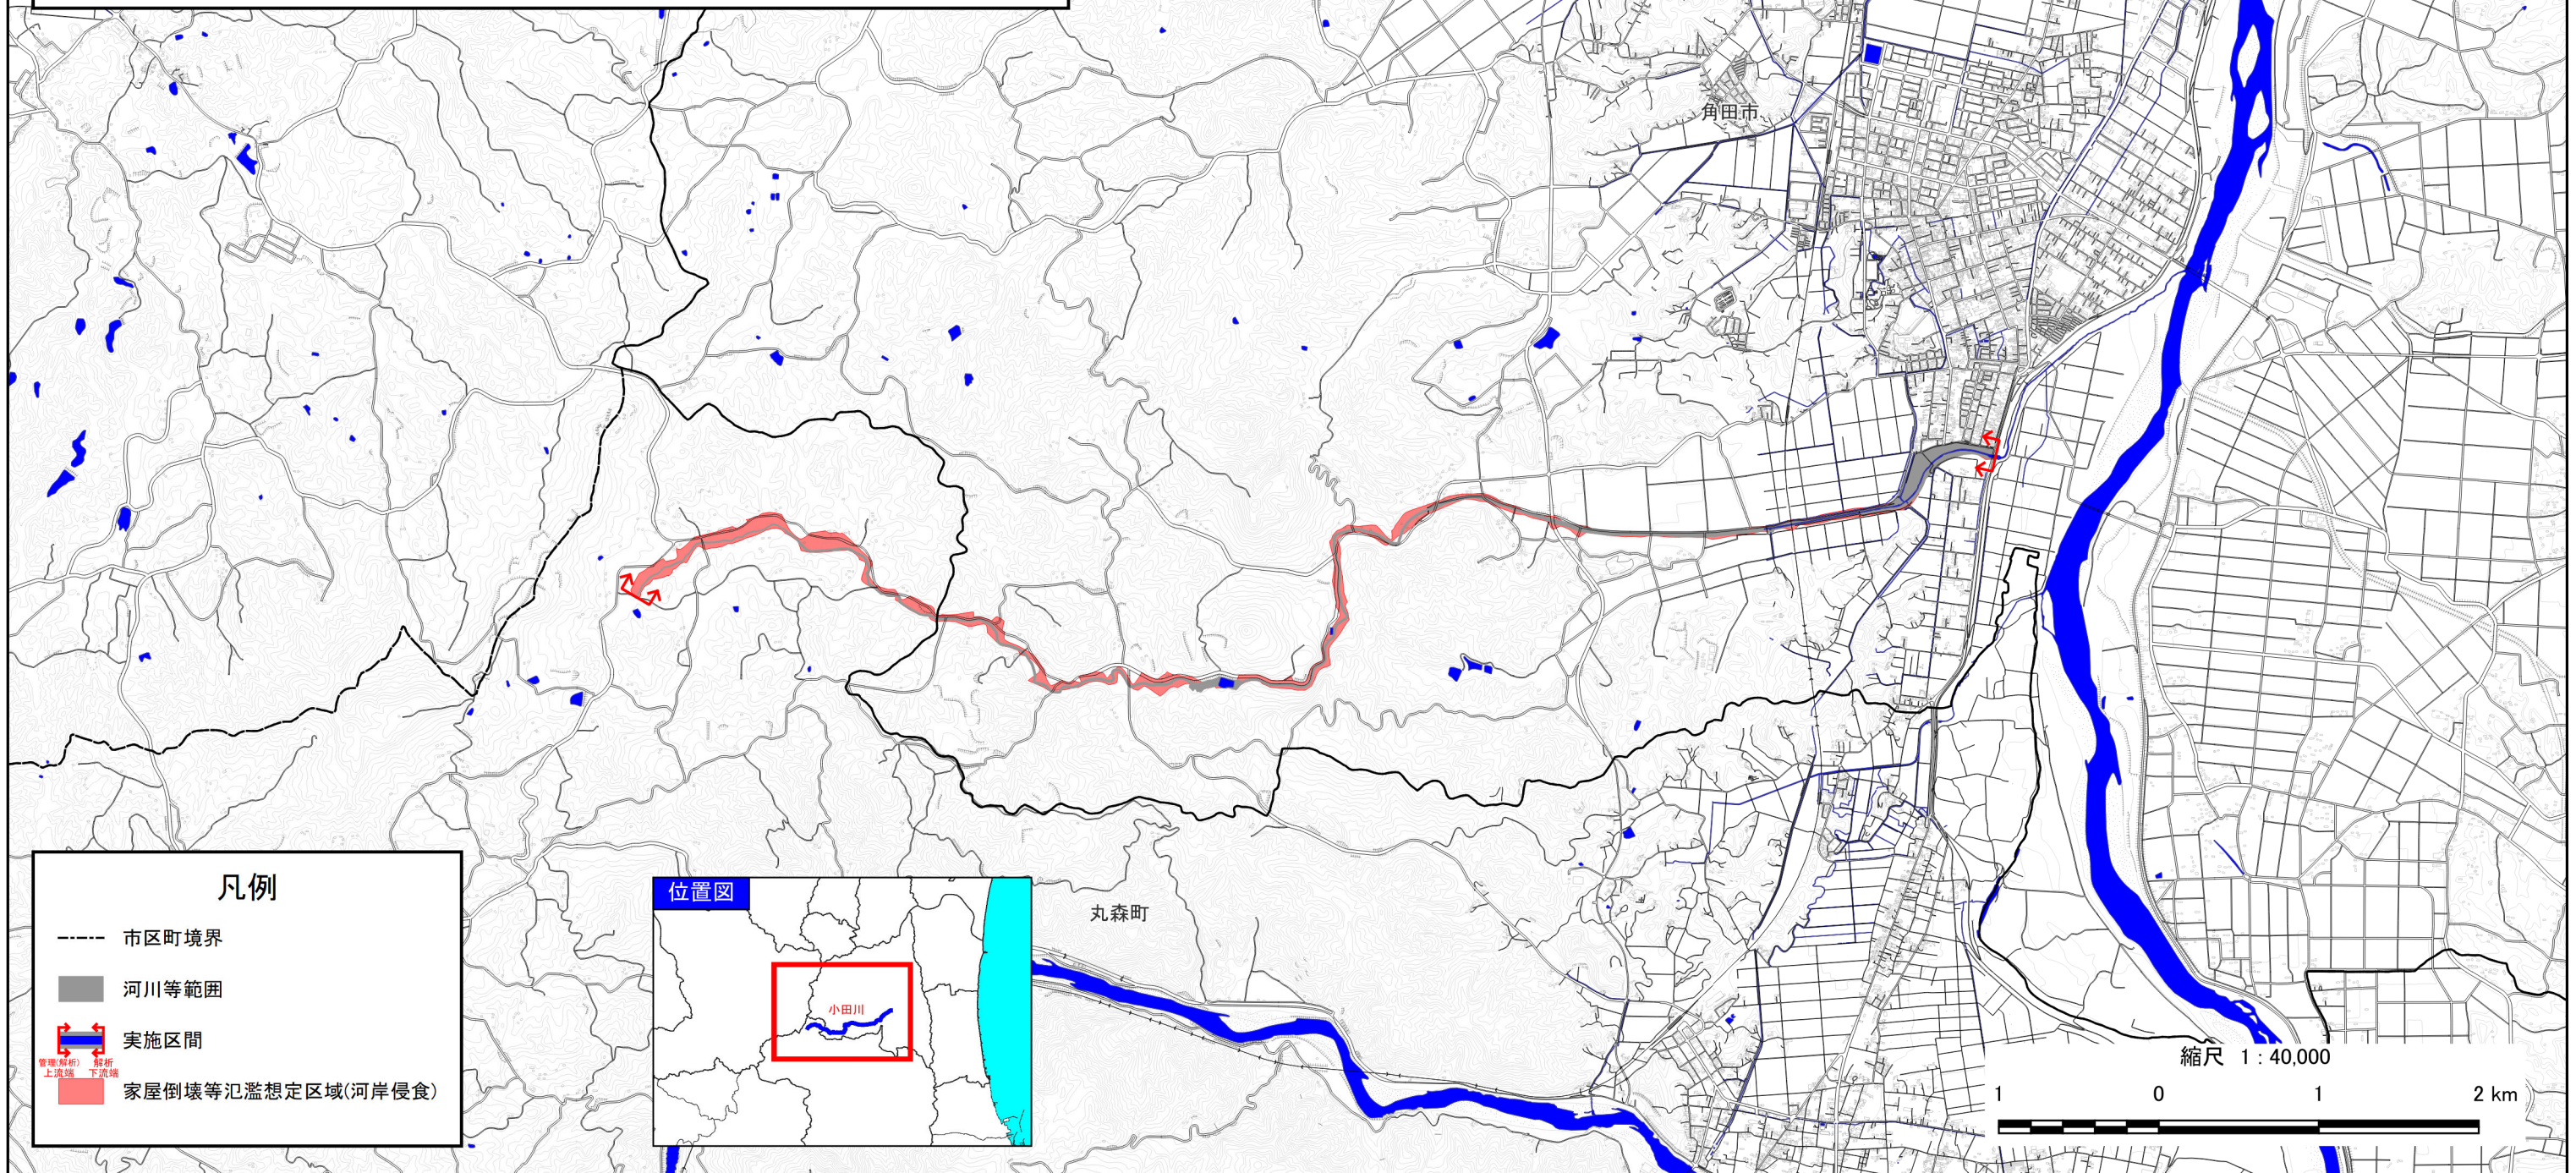 角田市
丸森町
凡例
市区町境界
河川等範囲
実施区間
管理(解析) 解析
上流端 下流端
家屋倒壊等氾濫想定区域(河岸侵食)
位置図
小田川
縮尺 1：40,000
1 0 1 2 km